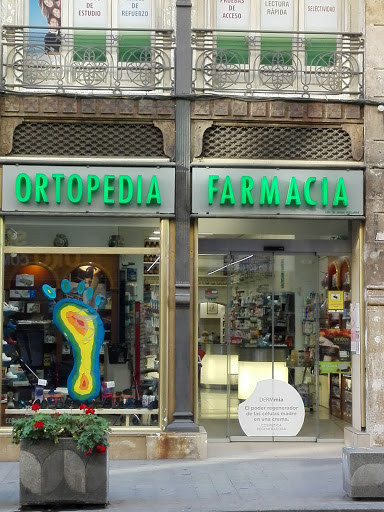 DE ESTUDIO
DE REFUERZO
PRUEBAS DE ACCESO
LECTURA RÁPIDA
SELECTIVIDAD
ORTOPEDIA
FARMACIA
DERMmia
El poder regenerador
de las células madre
en una crema.